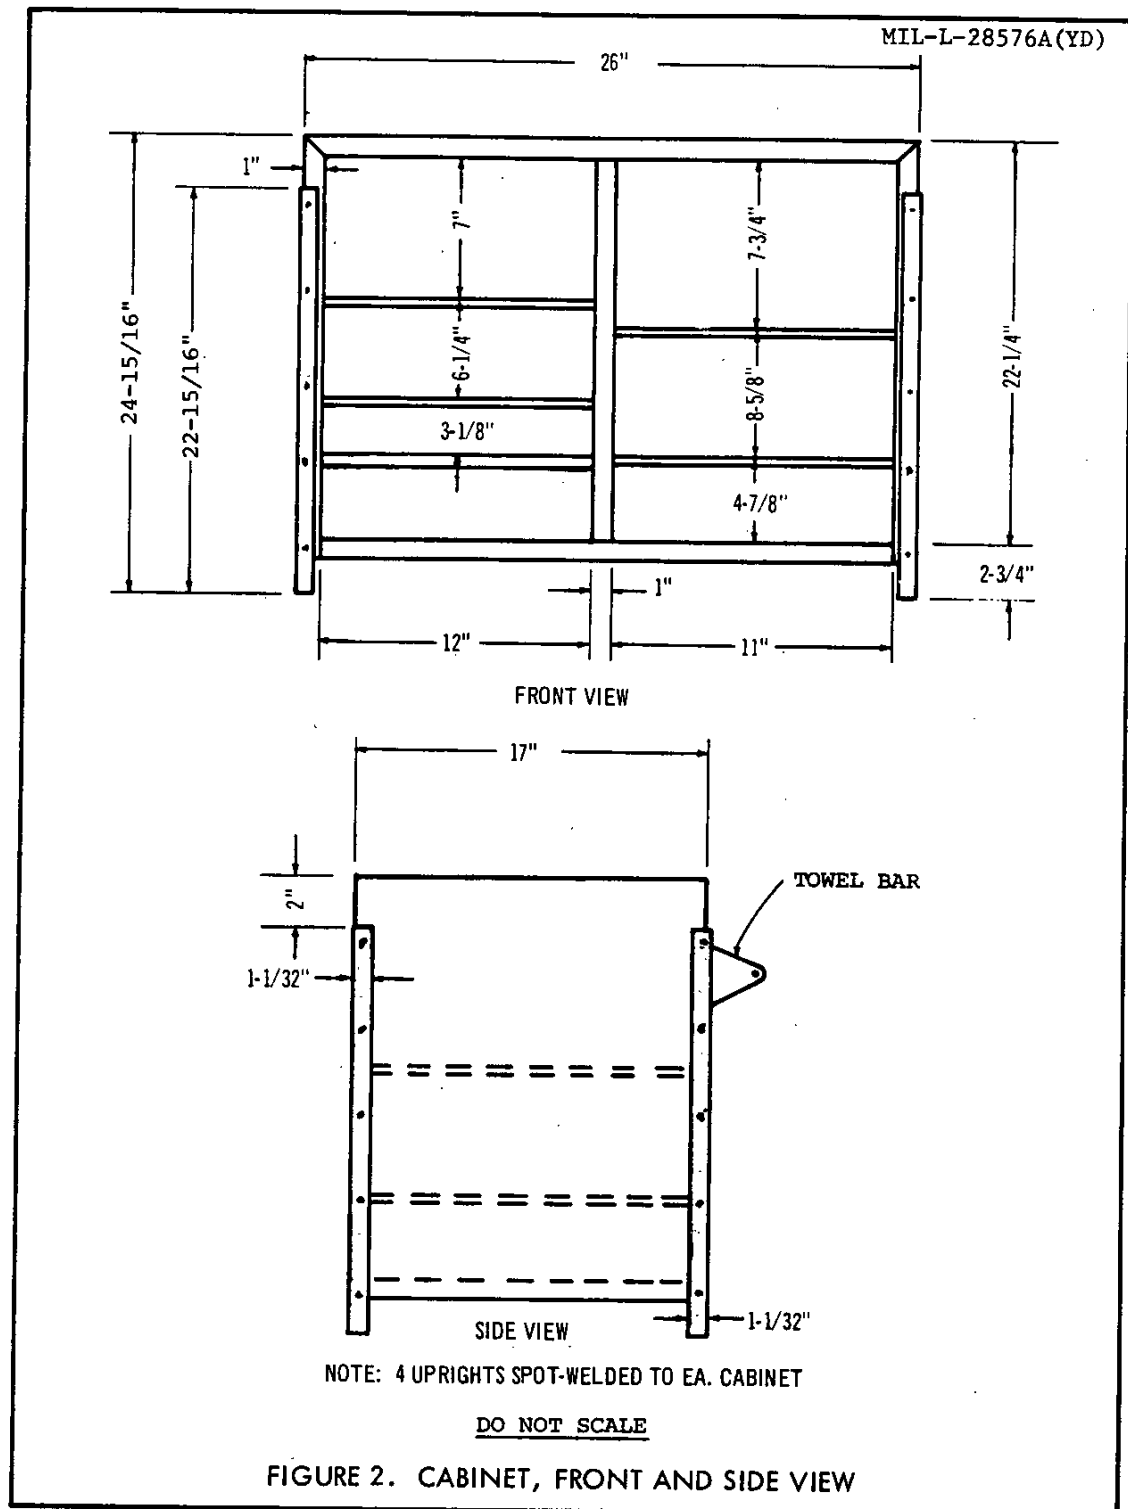 MIL-L-28576A(YD)
26"
1"
7"
7-3/4"
24-15/16"
22-15/16"
6-1/4"
8-5/8"
22-1/4"
3-1/8"
4-7/8"
2-3/4"
1"
12"
11"
FRONT VIEW
17"
2"
TOWEL BAR
1-1/32"
1-1/32"
SIDE VIEW
NOTE: 4 UPRIGHTS SPOT-WELDED TO EA. CABINET
DO NOT SCALE
FIGURE 2. CABINET, FRONT AND SIDE VIEW